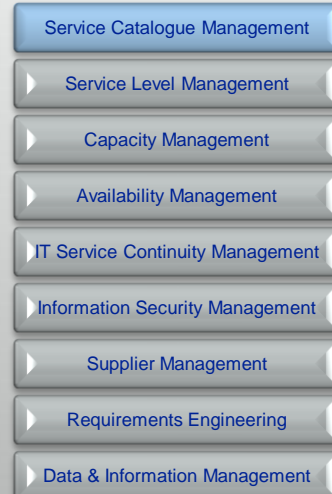 Service Catalogue Management
Service Level Management
Capacity Management
Availability Management
IT Service Continuity Management
Information Security Management
Supplier Management
Requirements Engineering
Data & Information Management